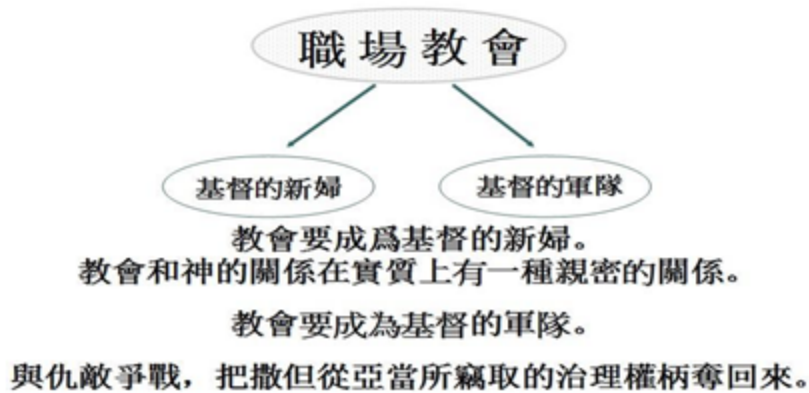 職場教會
基督的新婦 基督的軍隊
教會要成爲基督的新婦。
教會和神的關係在實質上有一種親密的關係。
教會要成為基督的軍隊。
與仇敵爭戰，把撒但從亞當所竊取的治理權柄奪回來。